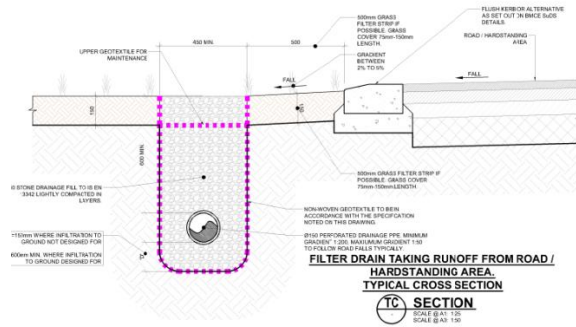 450 MIN.
500
500mm GRASS
FILTER STRIP IF
POSSIBLE. GRASS
COVER 75mm-150mm
LENGTH.
FLUSH KERB OR ALTERNATIVE
AS SET OUT IN BMCE SuDS
DETAILS
UPPER GEOTEXTILE FOR
MAINTENANCE
GRADIENT
BETWEEN
2% TO 5%
ROAD / HARDSTANDING
AREA
FALL
FALL
150
150
600 MIN.
500mm GRASS FILTER STRIP IF
POSSIBLE. GRASS COVER
75mm-150mm LENGTH.
STONE DRAINAGE FILL TO IS EN
LIGHTLY COMPACTED IN
LAYERS.
NON-WOVEN GEOTEXTILE TO BE IN
ACCORDANCE WITH THE SPECIFICATION
NOTED ON THIS DRAWING.
=150mm WHERE INFILTRATION TO
GROUND NOT DESIGNED FOR
600mm MIN. WHERE INFILTRATION
TO GROUND DESIGNED FOR
Ø150 PERFORATED DRAINAGE PIPE. MINIMUM
GRADIENT 1:200. MAXIUMUM GRADIENT 1:50
TO FOLLOW ROAD FALLS TYPICALLY.
FILTER DRAIN TAKING RUNOFF FROM ROAD /
HARDSTANDING AREA.
TYPICAL CROSS SECTION
TC SECTION
SCALE @ A1: 1:25
SCALE @ A3: 1:50